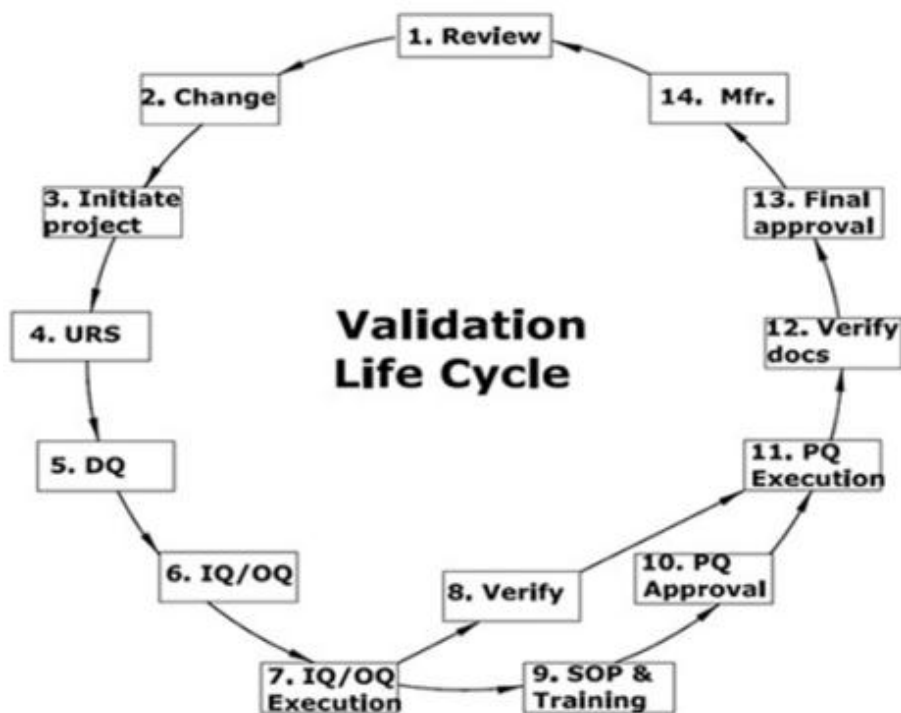 1. Review
2. Change
14. Mfr.
3. Initiate
project
13. Final
approval
4. URS
Validation
Life Cycle
12. Verify
docs
5. DQ
11. PQ
Execution
6. IQ/OQ
8. Verify
10. PQ
Approval
7. IQ/OQ
Execution
9. SOP &
Training